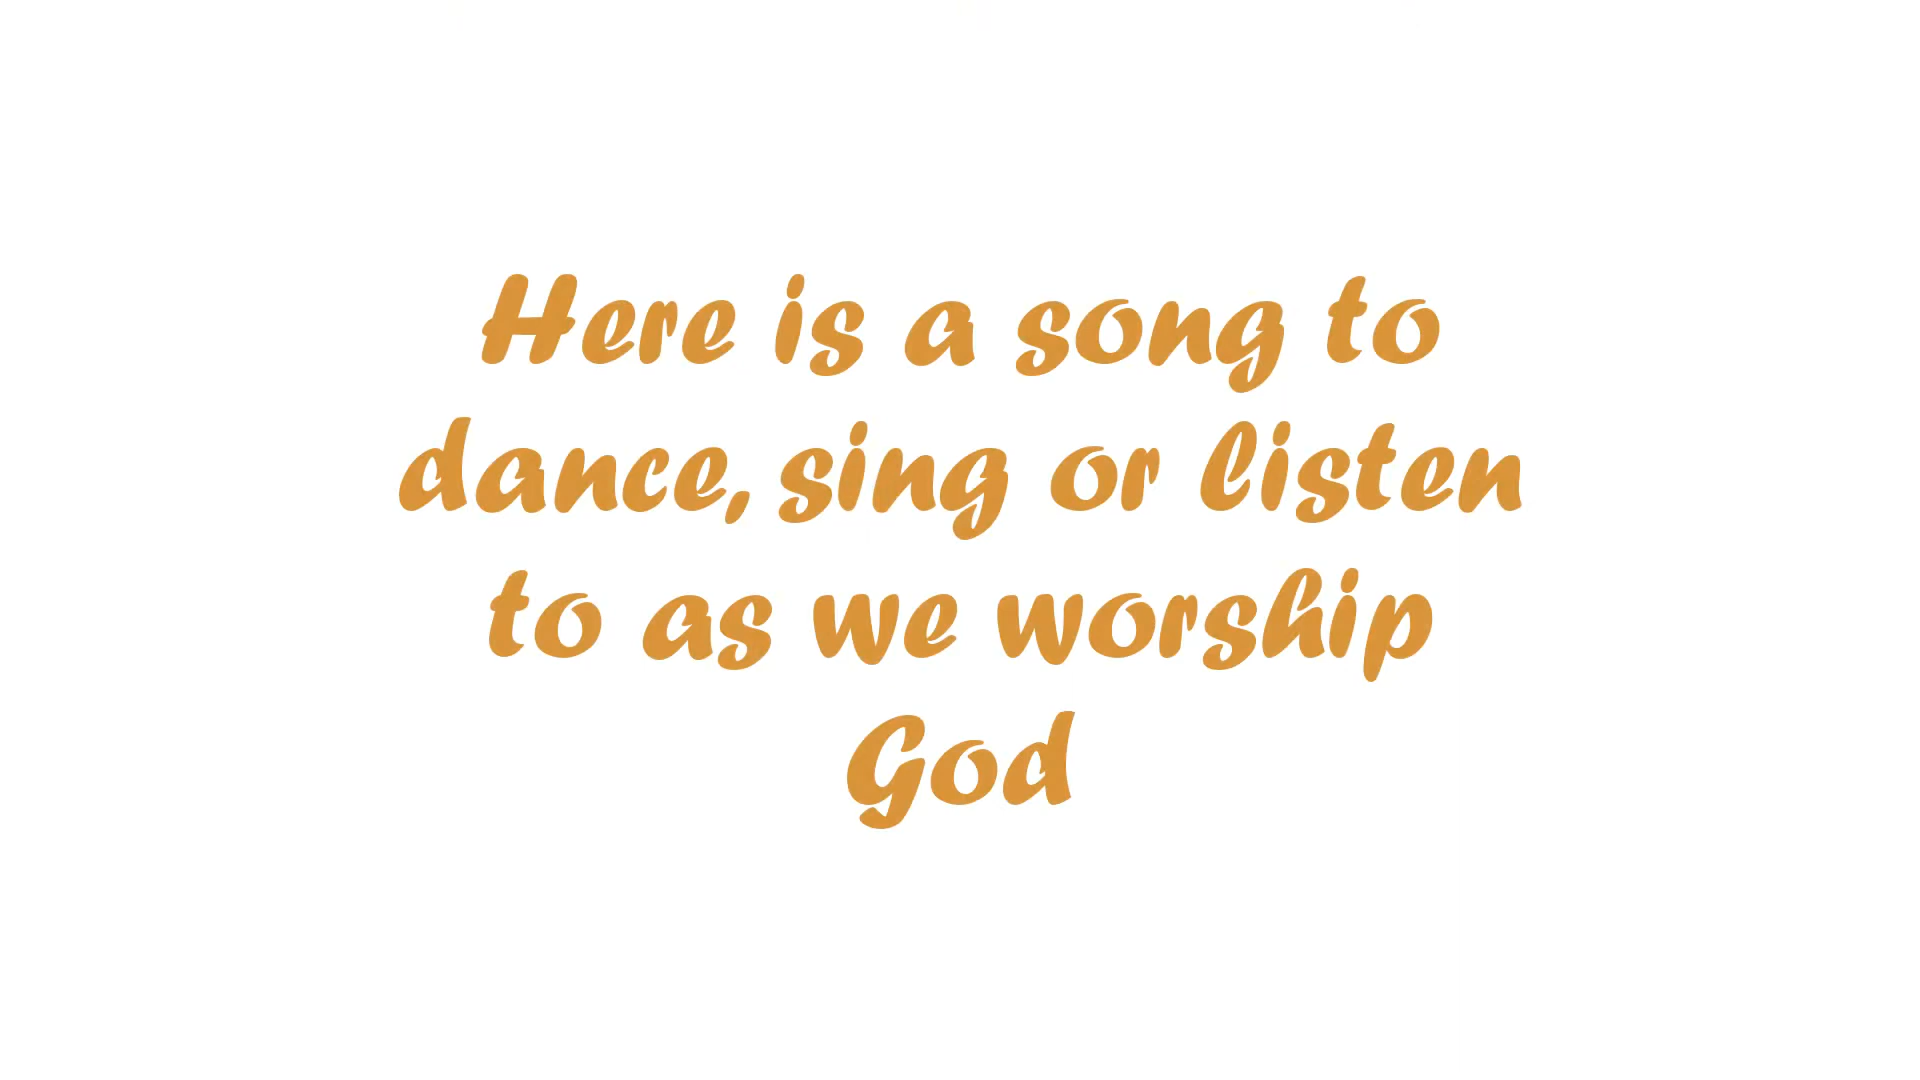 Here is a song to
dance, sing or listen
to as we worship
God